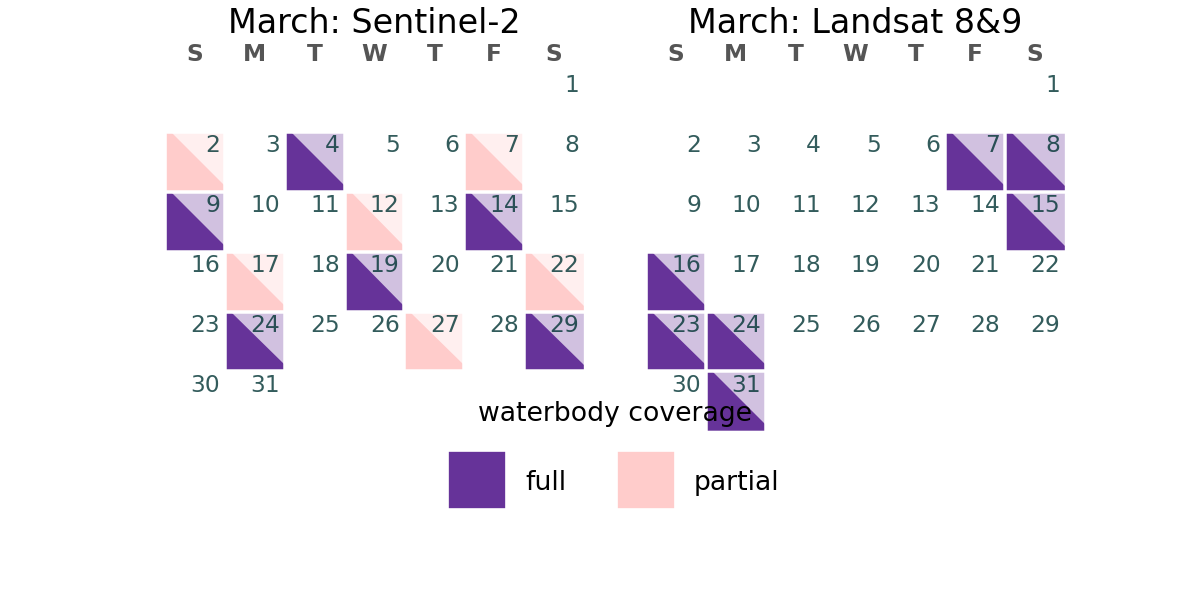 March: Sentinel-2
S M T W T F S
1
2 3 4 5 6 7 8
9 10 11 12 13 14 15
16 17 18 19 20 21 22
23 24 25 26 27 28 29
30 31
March: Landsat 8&9
S M T W T F S
1
2 3 4 5 6 7 8
9 10 11 12 13 14 15
16 17 18 19 20 21 22
23 24 25 26 27 28 29
30 31
waterbody coverage
full partial